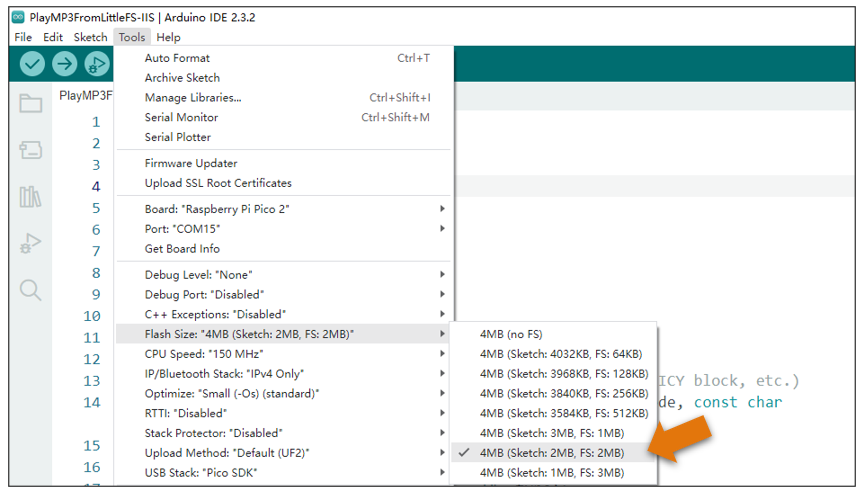 PlayMP3FromLittleFS-IIS | Arduino IDE 2.3.2
File Edit Sketch Tools Help
PlayMP3F
Auto Format Ctrl+T
Archive Sketch
Manage Libraries... Ctrl+Shift+I
Serial Monitor Ctrl+Shift+M
Serial Plotter
Firmware Updater
Upload SSL Root Certificates
Board: "Raspberry Pi Pico 2"
Port: "COM15"
Get Board Info
Debug Level: "None"
Debug Port: "Disabled"
C++ Exceptions: "Disabled"
Flash Size: "4MB (Sketch: 2MB, FS: 2MB)"
CPU Speed: "150 MHz"
IP/Bluetooth Stack: "IPv4 Only"
Optimize: "Small (-Os) (standard)"
RTTI: "Disabled"
Stack Protector: "Disabled"
Upload Method: "Default (UF2)"
USB Stack: "Pico SDK"
4MB (no FS)
4MB (Sketch: 4032KB, FS: 64KB)
4MB (Sketch: 3968KB, FS: 128KB)
4MB (Sketch: 3840KB, FS: 256KB)
4MB (Sketch: 3584KB, FS: 512KB)
4MB (Sketch: 3MB, FS: 1MB)
4MB (Sketch: 2MB, FS: 2MB)
4MB (Sketch: 1MB, FS: 3MB)
1
2
3
4
5
6
7
8
9
10
11
12
13
14
15
16
ICY block, etc.)
de, const char